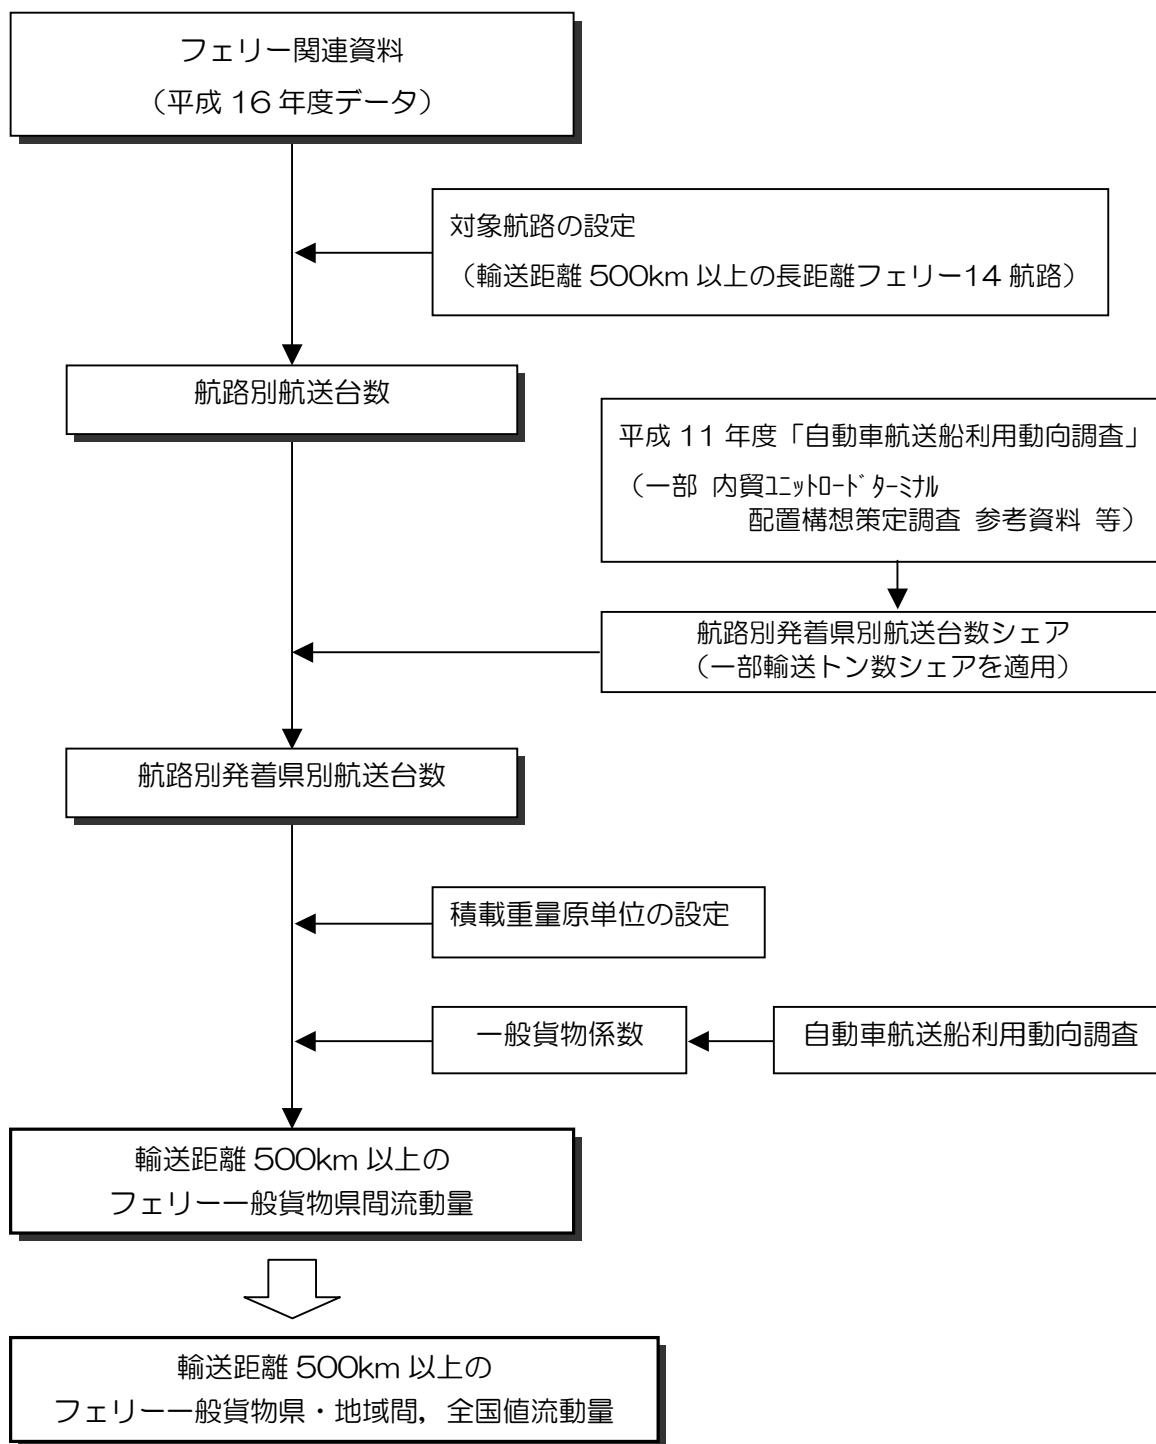 フェリー関連資料
（平成 16 年度データ）
対象航路の設定
（輸送距離 500km 以上の長距離フェリー14 航路）
航路別航送台数
平成 11 年度「自動車航送船利用動向調査」
（一部 内貿ﾕﾆｯﾄﾛｰﾄﾞﾀｰﾐﾅﾙ
配置構想策定調査 参考資料 等）
航路別発着県別航送台数シェア
（一部輸送トン数シェアを適用）
航路別発着県別航送台数
積載重量原単位の設定
一般貨物係数
自動車航送船利用動向調査
輸送距離 500km 以上の
フェリー一般貨物県間流動量
輸送距離 500km 以上の
フェリー一般貨物県・地域間，全国値流動量